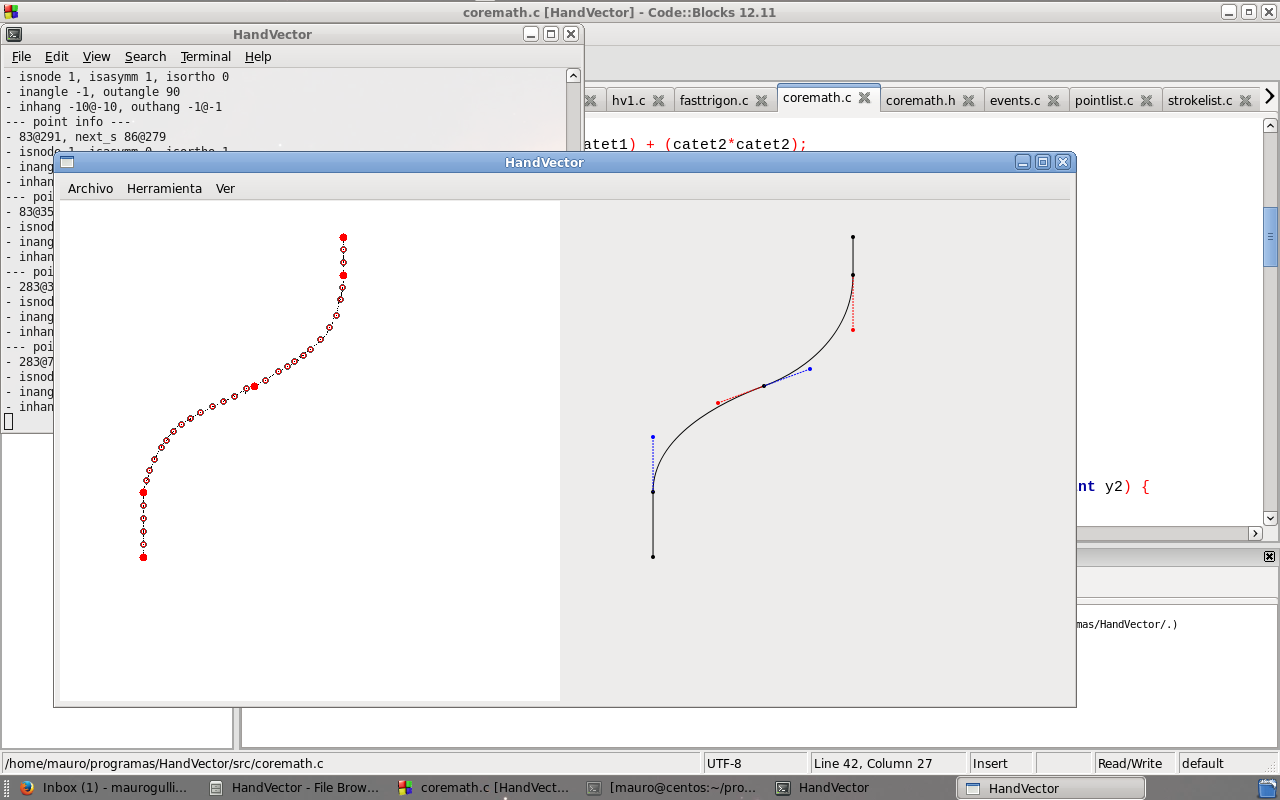 coremath.c [HandVector] - Code::Blocks 12.11
HandVector
File Edit View Search Terminal Help
- isnode 1, isasymm 1, isortho 0
- inangle -1, outangle 90
- inhang -10@-10, outhang -1@-1
--- point info ---
- 83@291, next_s 86@279
- isnode 1, isasymm 0, isortho 1
- inang
- inhan
--- poi
- 83@35
- isnod
- inang
- inhan
--- poi
- 283@3
- isnod
- inang
- inhan
--- poi
- 283@7
- isnod
- inang
- inhan
hv1.c fasttrigon.c coremath.c coremath.h events.c pointlist.c strokelist.c
atet1) + (catet2*catet2);
HandVector
Archivo Herramienta Ver
nt y2) {
mas/HandVector/.)
/home/mauro/programas/HandVector/src/coremath.c UTF-8 Line 42, Column 27 Insert Read/Write default
Inbox (1) - maurogulli... HandVector - File Brow... coremath.c [HandVect... [mauro@centos:~/pro... HandVector HandVector